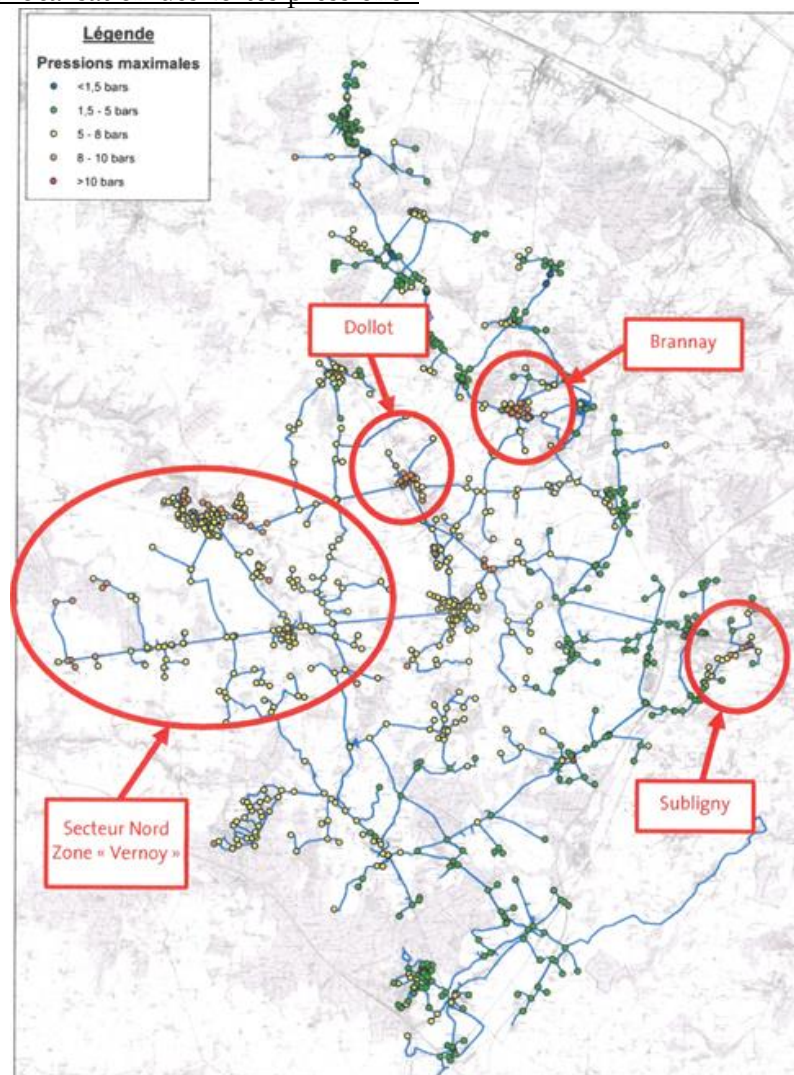 Légende
Pressions maximales
<1,5 bars
1,5 - 5 bars
5 - 8 bars
8 - 10 bars
>10 bars
Dollot
Brannay
Secteur Nord
Zone « Vernoy »
Subligny